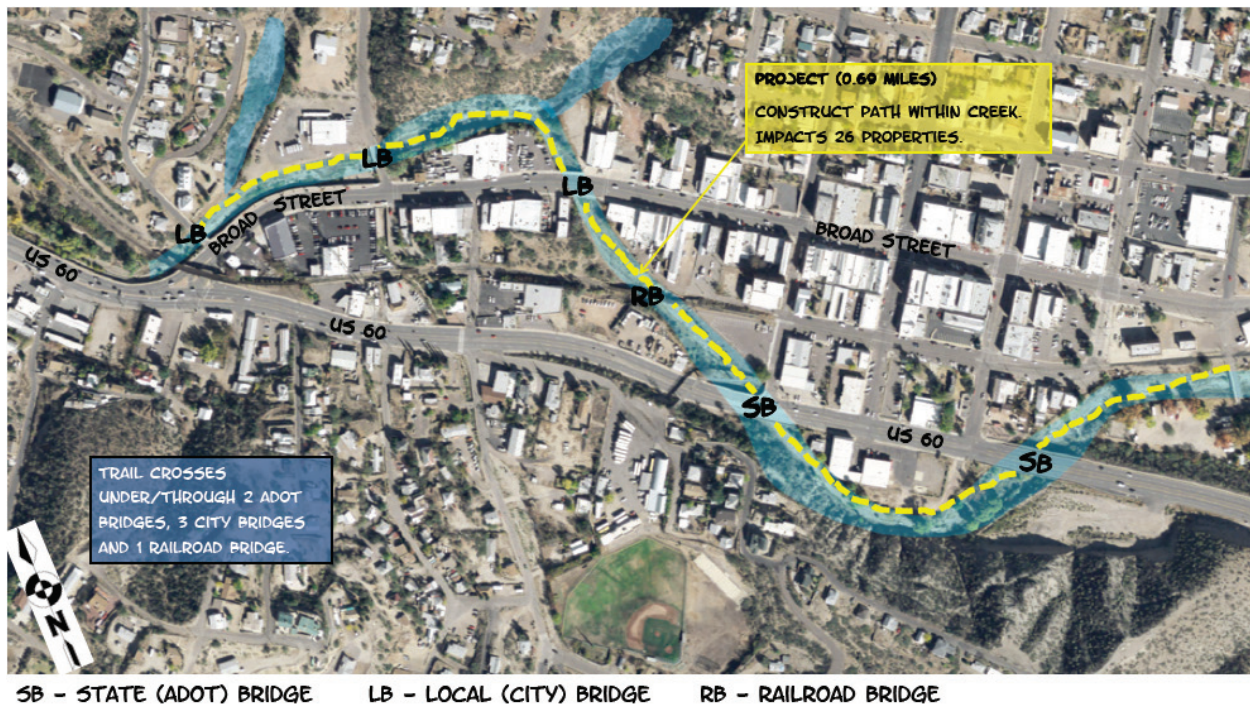 PROJECT (0.69 MILES)
CONSTRUCT PATH WITHIN CREEK.
IMPACTS 26 PROPERTIES.
LB
LB
LB
BROAD STREET
BROAD STREET
US 60
RB
US 60
SB
US 60
SB
TRAIL CROSSES
UNDER/THROUGH 2 ADOT
BRIDGES, 3 CITY BRIDGES
AND 1 RAILROAD BRIDGE.
N
SB - STATE (ADOT) BRIDGE LB - LOCAL (CITY) BRIDGE RB - RAILROAD BRIDGE